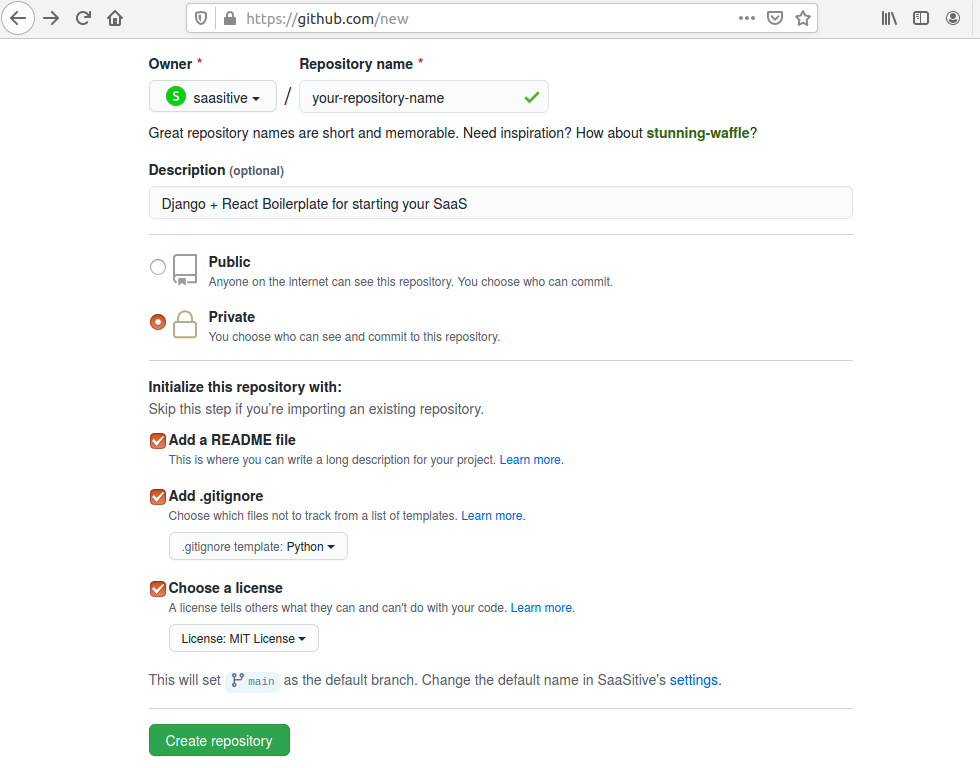 https://github.com/new
Owner * Repository name *
S saasitive / your-repository-name
Great repository names are short and memorable. Need inspiration? How about stunning-waffle?
Description (optional)
Django + React Boilerplate for starting your SaaS
Public
Anyone on the internet can see this repository. You choose who can commit.
Private
You choose who can see and commit to this repository.
Initialize this repository with:
Skip this step if you're importing an existing repository.
Add a README file
This is where you can write a long description for your project. Learn more.
Add .gitignore
Choose which files not to track from a list of templates. Learn more.
.gitignore template: Python
Choose a license
A license tells others what they can and can't do with your code. Learn more.
License: MIT License
This will set main as the default branch. Change the default name in SaaSitive's settings.
Create repository